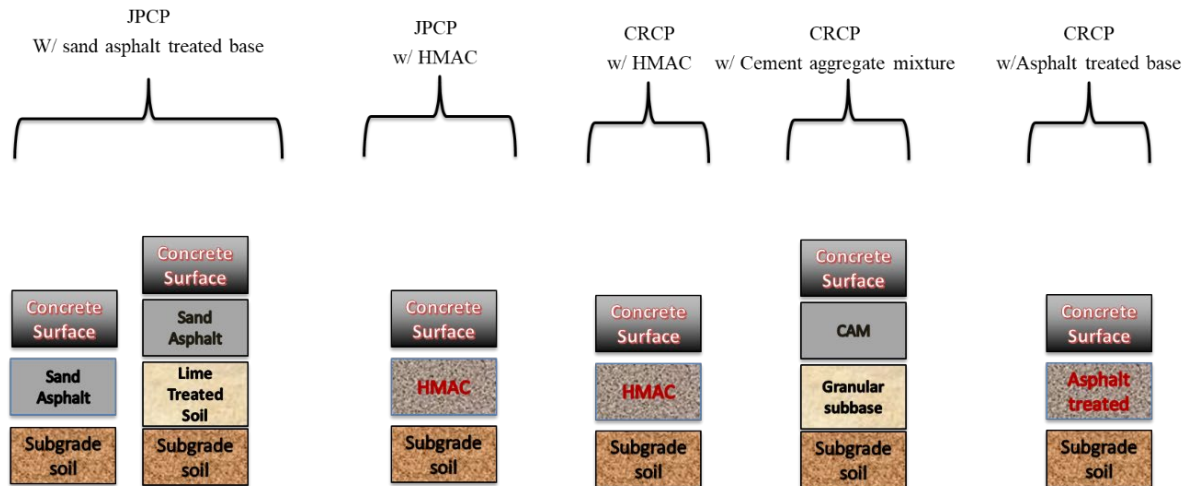 JPCP
W/ sand asphalt treated base
JPCP
w/ HMAC
CRCP
w/ HMAC
CRCP
w/ Cement aggregate mixture
CRCP
w/Asphalt treated base
Concrete
Surface
Sand
Asphalt
Subgrade
soil
Concrete
Surface
Sand
Asphalt
Lime
Treated
Soil
Subgrade
soil
Concrete
Surface
HMAC
Subgrade
soil
Concrete
Surface
HMAC
Subgrade
soil
Concrete
Surface
CAM
Granular
subbase
Subgrade
soil
Concrete
Surface
Asphalt
treated
Subgrade
soil